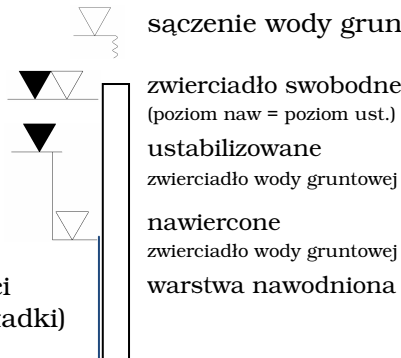 sączenie wody grun
zwierciadło swobodne
(poziom naw = poziom ust.)
ustabilizowane
zwierciadło wody gruntowej
nawiercone
zwierciadło wody gruntowej
warstwa nawodniona
ci
adki)